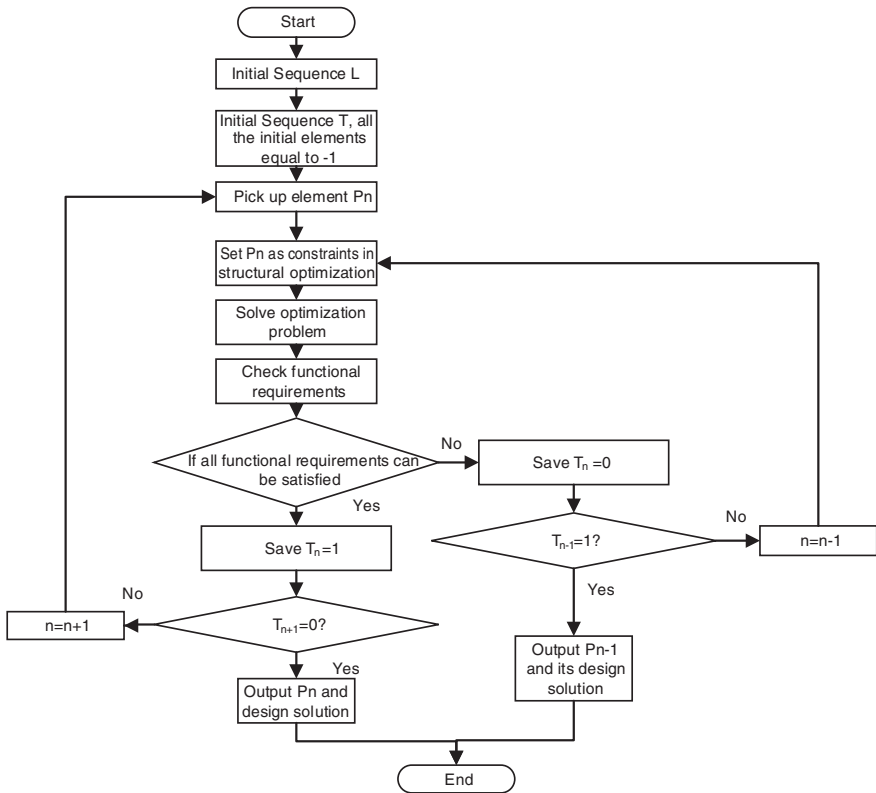 Start
Initial Sequence L
Initial Sequence T, all
the initial elements
equal to -1
Pick up element Pn
Set Pn as constraints in
structural optimization
Solve optimization
problem
Check functional
requirements
If all functional requirements can
be satisfied
No
Save Tn =0
Yes
Save Tn=1
Tn-1=1?
No
n=n-1
No
Yes
n=n+1
Tn+1=0?
Yes
Output Pn-1
and its design
solution
Output Pn and
design solution
End